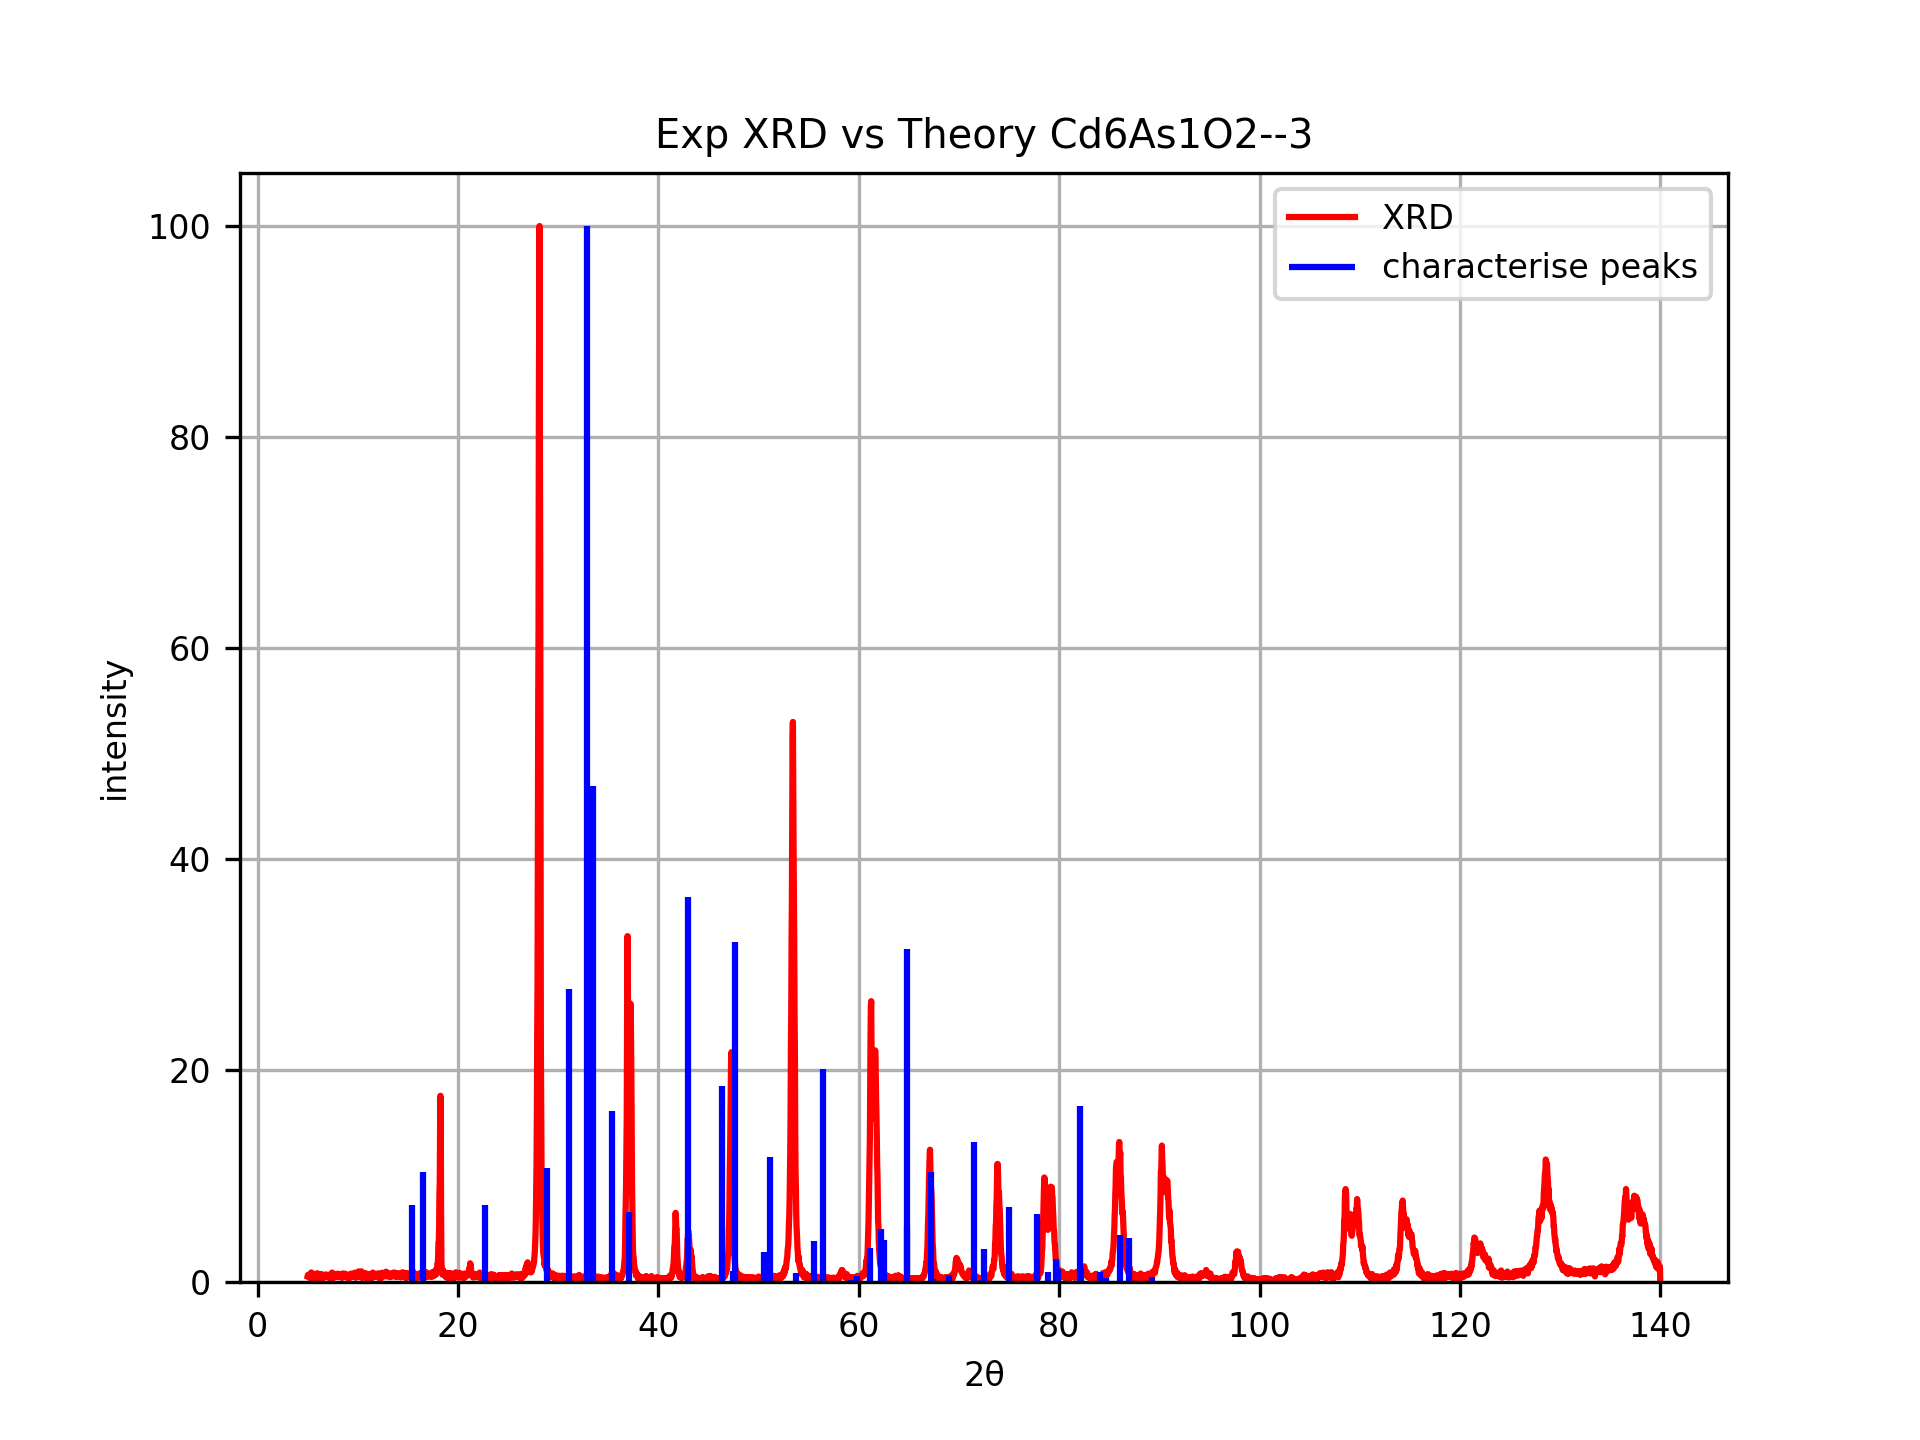 Exp XRD vs Theory Cd6As1O2--3
XRD
characterise peaks
100
80
60
40
20
0
intensity
0 20 40 60 80 100 120 140
2θ